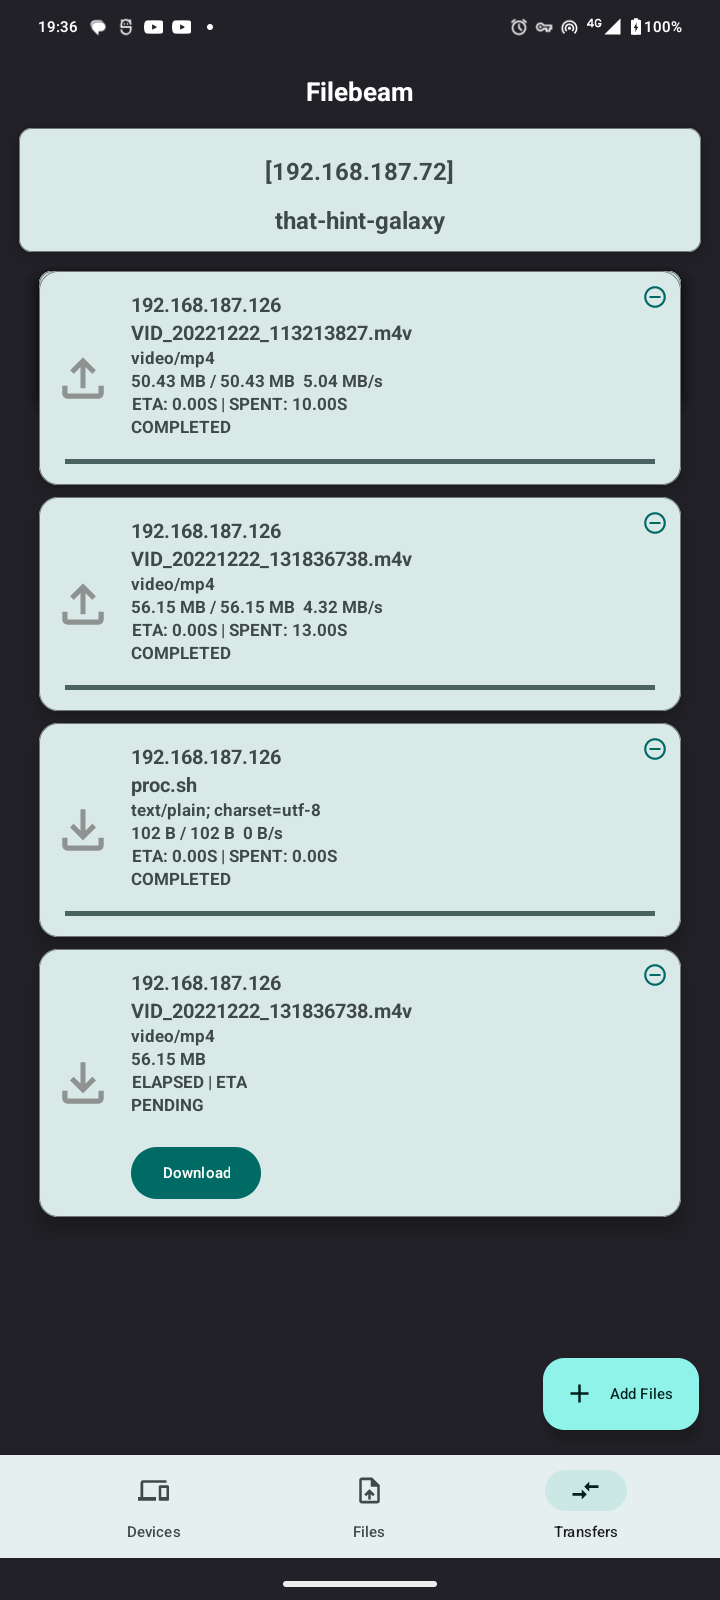 19:36
4G
100%
Filebeam
[192.168.187.72]
that-hint-galaxy
192.168.187.126
VID_20221222_113213827.m4v
video/mp4
50.43 MB / 50.43 MB  5.04 MB/s
ETA: 0.00S | SPENT: 10.00S
COMPLETED
192.168.187.126
VID_20221222_131836738.m4v
video/mp4
56.15 MB / 56.15 MB  4.32 MB/s
ETA: 0.00S | SPENT: 13.00S
COMPLETED
192.168.187.126
proc.sh
text/plain; charset=utf-8
102 B / 102 B  0 B/s
ETA: 0.00S | SPENT: 0.00S
COMPLETED
192.168.187.126
VID_20221222_131836738.m4v
video/mp4
56.15 MB
ELAPSED | ETA
PENDING
Download
Add Files
Devices
Files
Transfers